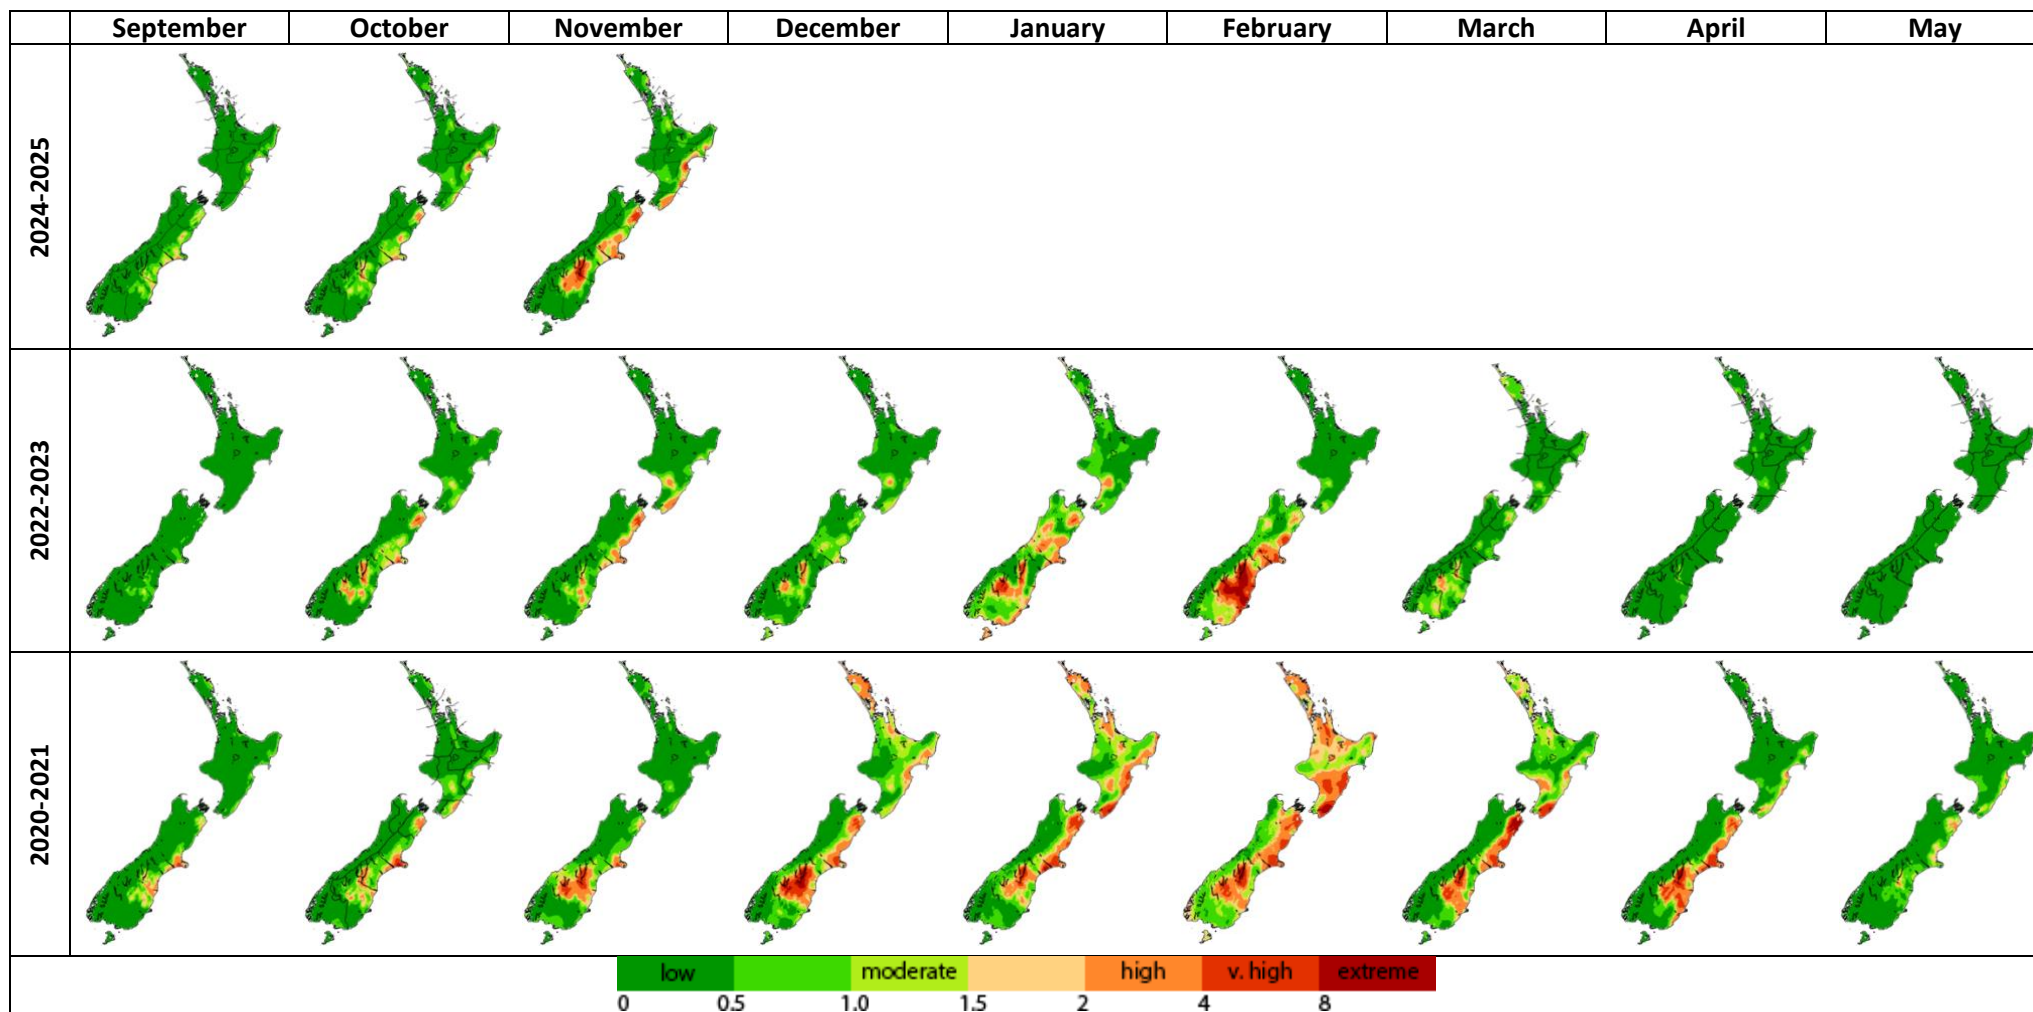 September October November December January February March April May
2024-2025
2022-2023
2020-2021
low moderate high v. high extreme
0 0.5 1.0 1.5 2 4 8